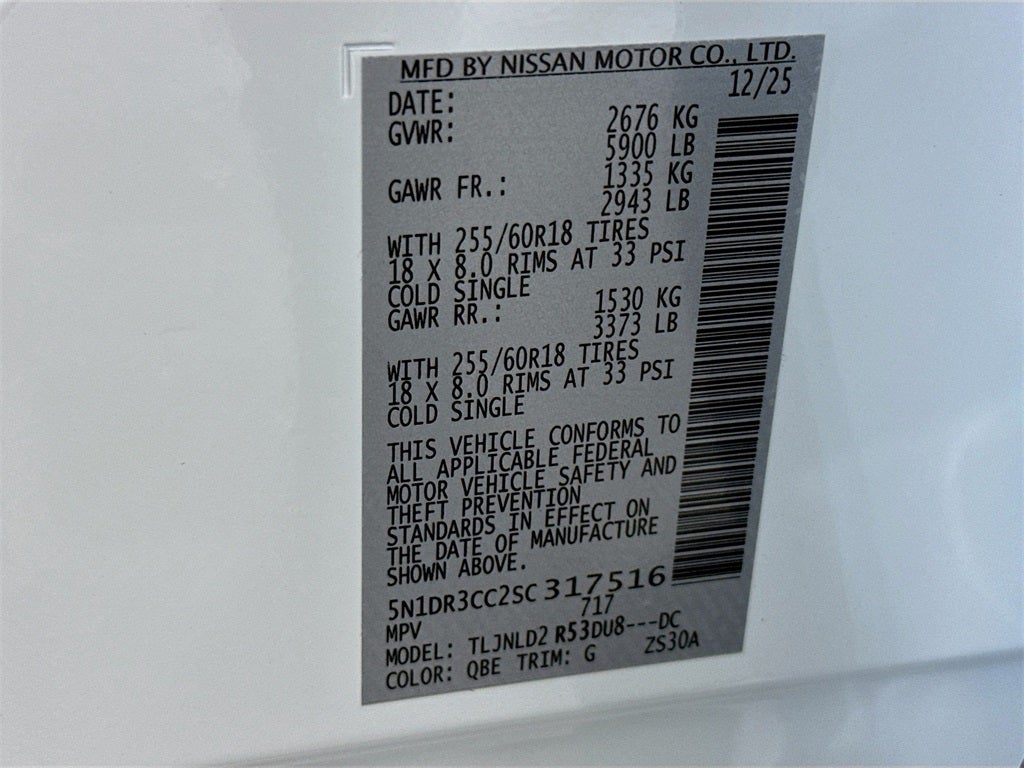 MFD BY NISSAN MOTOR CO., LTD.
DATE: 12/25
GVWR: 2676 KG
5900 LB
GAWR FR.: 1335 KG
2943 LB
WITH 255/60R18 TIRES
18 X 8.0 RIMS AT 33 PSI
COLD SINGLE
GAWR RR.: 1530 KG
3373 LB
WITH 255/60R18 TIRES
18 X 8.0 RIMS AT 33 PSI
COLD SINGLE
THIS VEHICLE CONFORMS TO
ALL APPLICABLE FEDERAL
MOTOR VEHICLE SAFETY AND
THEFT PREVENTION
STANDARDS IN EFFECT ON
THE DATE OF MANUFACTURE
SHOWN ABOVE.
5N1DR3CC2SC317516
MPV 717
MODEL: TLJNLD2 R53DU8---DC
COLOR: QBE TRIM: G ZS30A